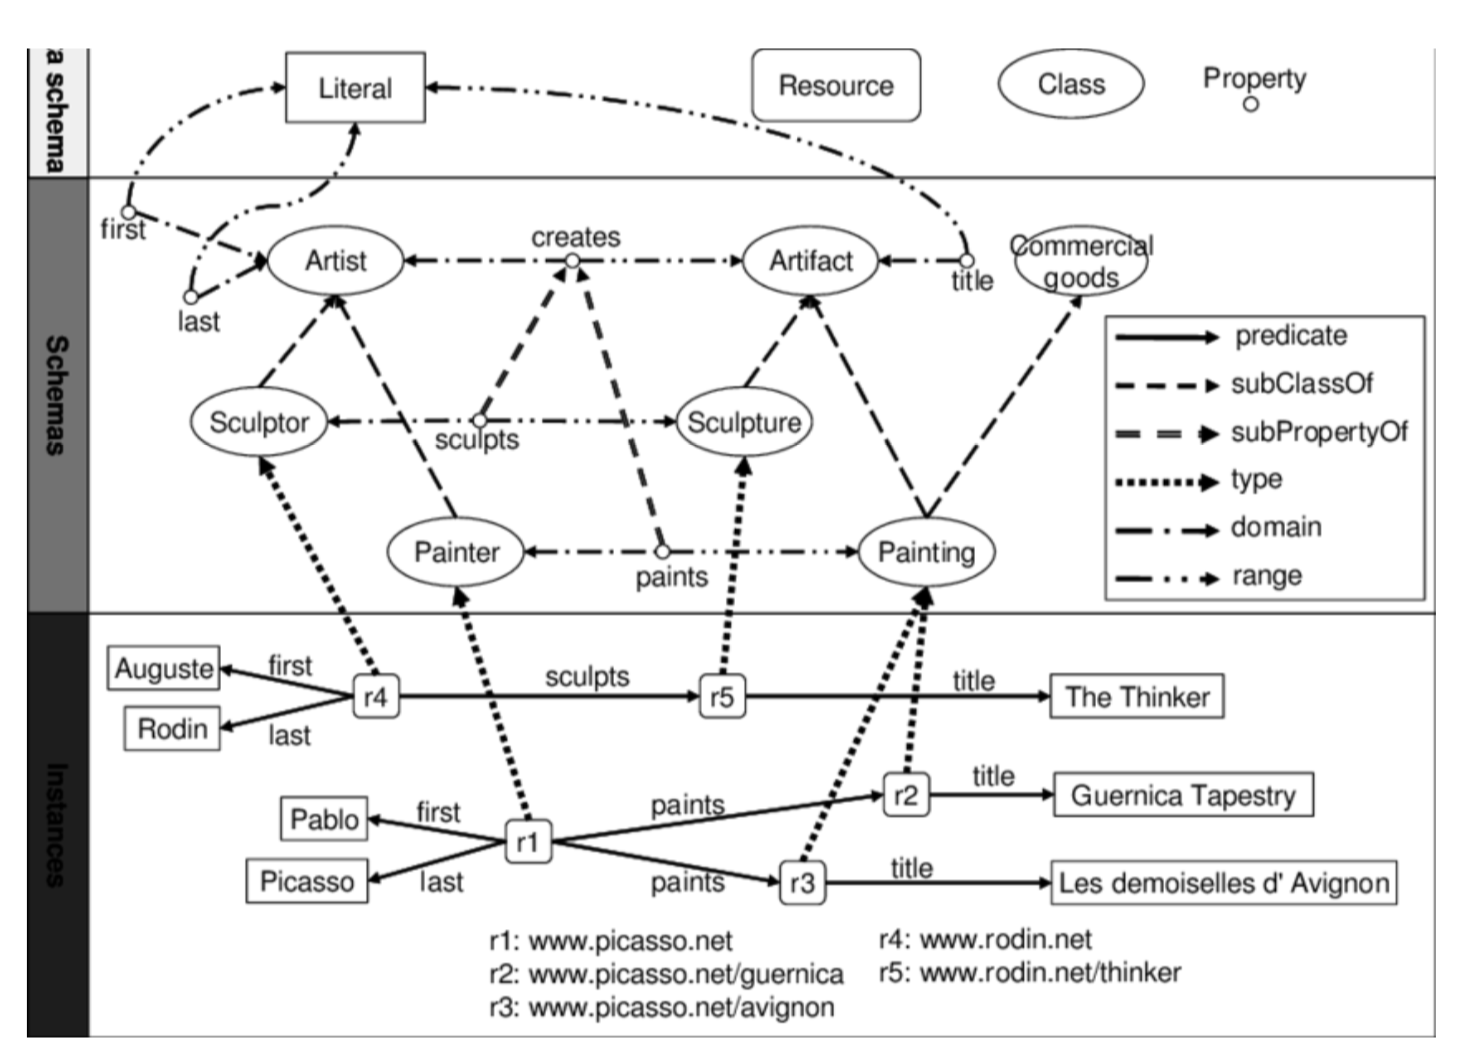 a schema
Literal
Resource
Class
Property
Schemas
first
last
Artist
creates
Artifact
title
Commercial
goods
Sculptor
sculpts
Sculpture
Painter
paints
Painting
predicate
subClassOf
subPropertyOf
type
domain
range
Instances
Auguste
first
Rodin
last
r4
sculpts
r5
title
The Thinker
Pablo
first
Picasso
last
r1
paints
r2
title
Guernica Tapestry
paints
r3
title
Les demoiselles d' Avignon
r1: www.picasso.net
r2: www.picasso.net/guernica
r3: www.picasso.net/avignon
r4: www.rodin.net
r5: www.rodin.net/thinker